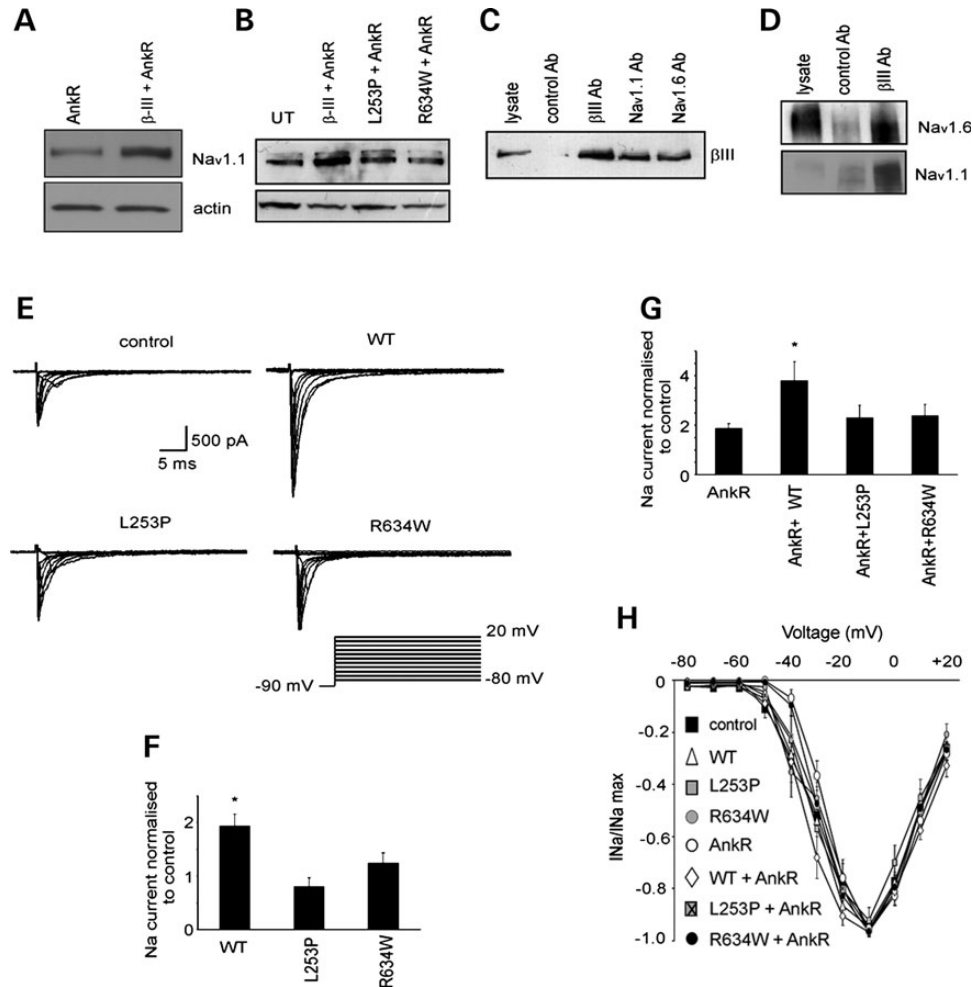 A
AnkR
β-III + AnkR
Nav1.1
actin
B
UT
β-III + AnkR
L253P + AnkR
R634W + AnkR
C
lysate
control Ab
βIII Ab
Nav1.1 Ab
Nav1.6 Ab
βIII
D
lysate
control Ab
βIII Ab
Nav1.6
Nav1.1
E
control
WT
500 pA
5 ms
L253P
R634W
20 mV
-90 mV
-80 mV
F
Na current normalised
to control
2
1
0
*
WT
L253P
R634W
G
Na current normalised
to control
4
2
0
*
AnkR
AnkR+ WT
AnkR+L253P
AnkR+R634W
H
Voltage (mV)
-80 -60 -40 -20 0 +20
0
-0.2
-0.4
-0.6
-0.8
-1.0
INa/INa max
control
WT
L253P
R634W
AnkR
WT + AnkR
L253P + AnkR
R634W + AnkR